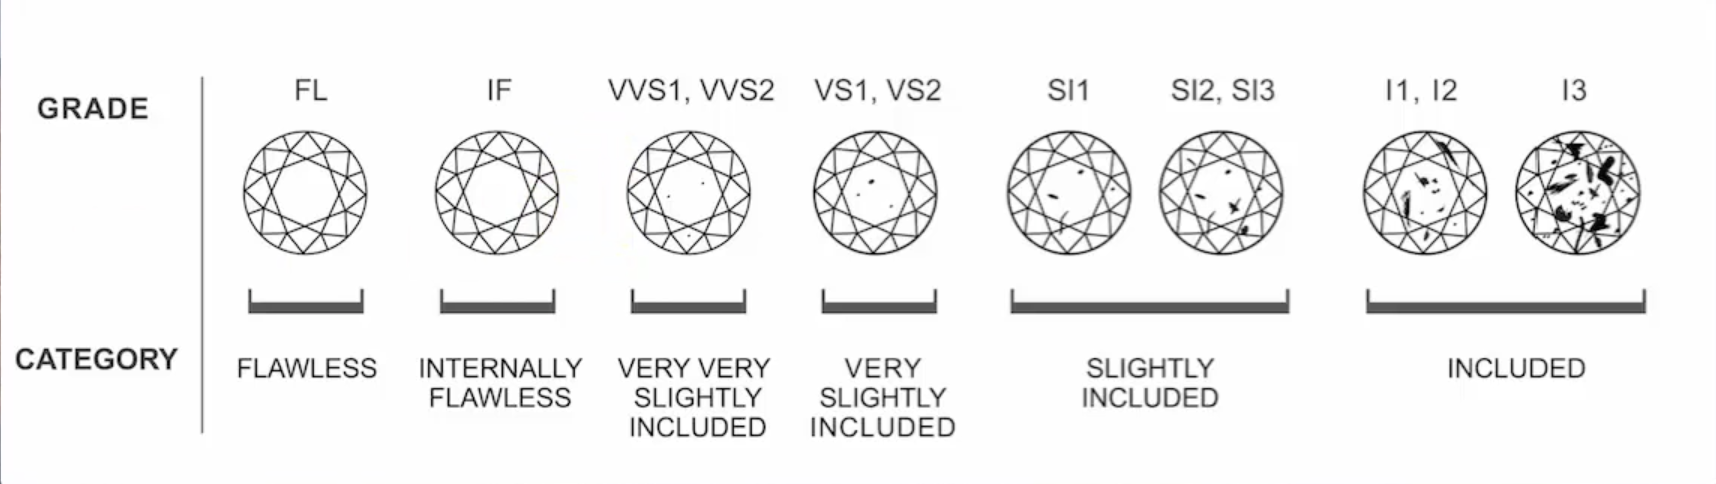 GRADE
FL
IF
VVS1, VVS2
VS1, VS2
SI1
SI2, SI3
I1, I2
I3
CATEGORY
FLAWLESS
INTERNALLY
FLAWLESS
VERY VERY
SLIGHTLY
INCLUDED
VERY
SLIGHTLY
INCLUDED
SLIGHTLY
INCLUDED
INCLUDED